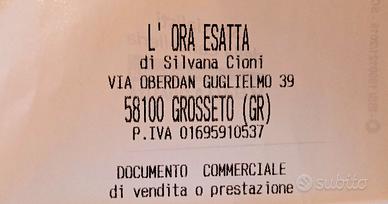 L' ORA ESATTA
di Silvana Cioni
VIA OBERDAN GUGLIELMO 39
58100 GROSSETO (GR)
P.IVA 01695910537
DOCUMENTO COMMERCIALE
di vendita o prestazione
subito